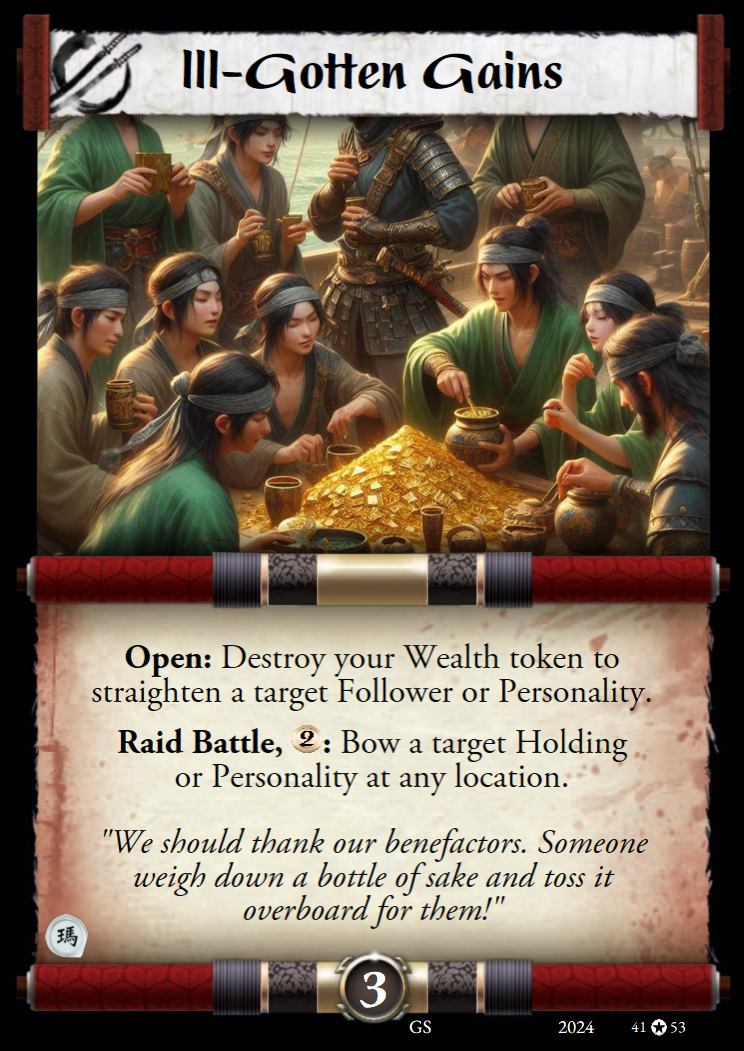 Ill-Gotten Gains
Open: Destroy your Wealth token to
straighten a target Follower or Personality.
Raid Battle, 2: Bow a target Holding
or Personality at any location.
"We should thank our benefactors. Someone
weigh down a bottle of sake and toss it
overboard for them!"
瑪
3
GS 2024 41 ★ 53